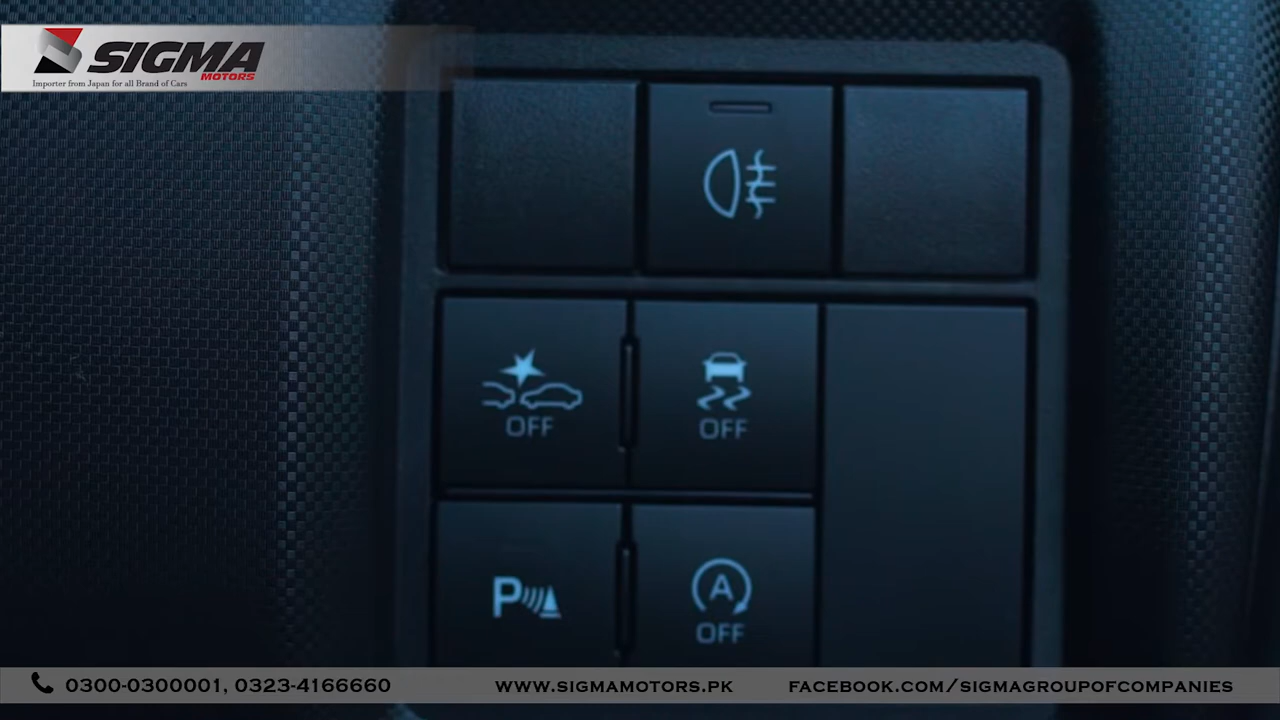 SIGMA
MOTORS
Importer from Japan for all Brand of Cars
OFF
OFF
P
A
OFF
0300-0300001, 0323-4166660
WWW.SIGMAMOTORS.PK
FACEBOOK.COM/SIGMAGROUPOFCOMPANIES